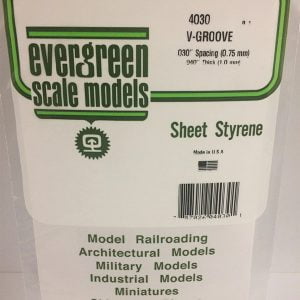 4030
V-GROOVE
.030" Spacing (0.75 mm)
.040" Thick (1.0 mm)
evergreen
scale models
Sheet Styrene
Made in U S A
Model Railroading
Architectural Models
Military Models
Industrial Models
Miniatures